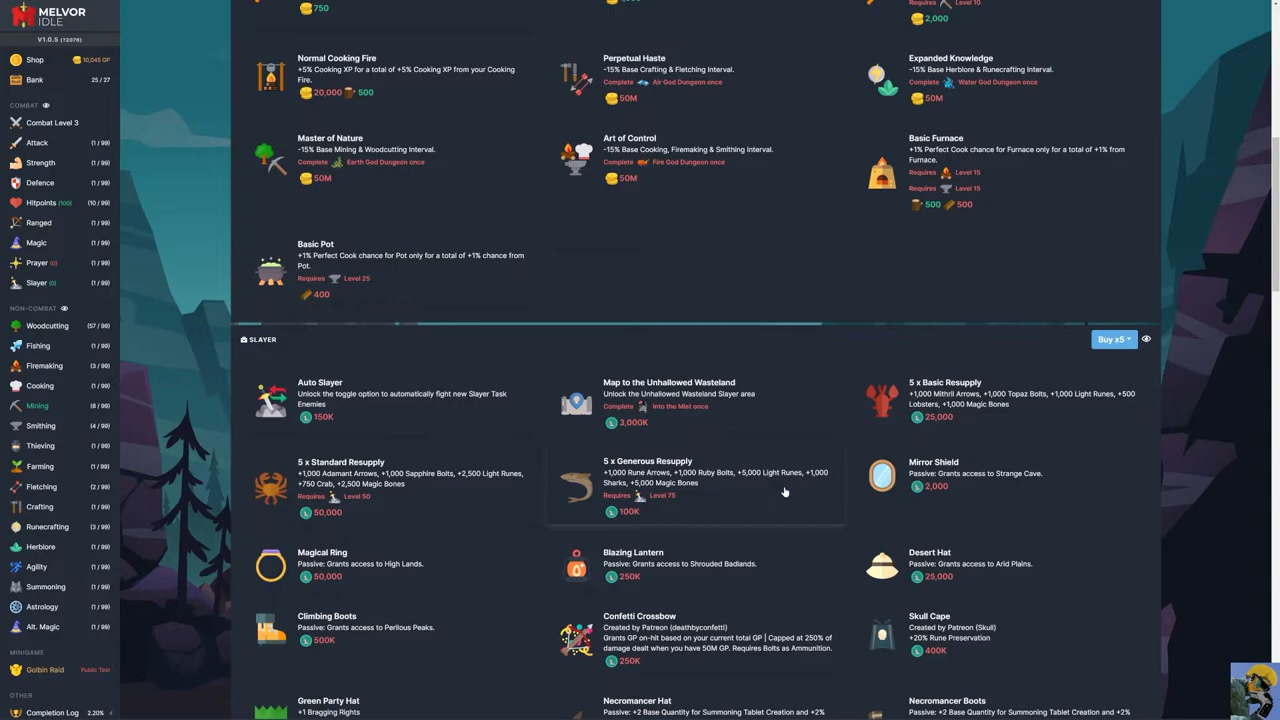 MELVOR
IDLE
V1.0.5 (?2076)
Shop 10,045 GP
Bank 25 / 27
COMBAT
Combat Level 3
Attack (1 / 99)
Strength (1 / 99)
Defence (1 / 99)
Hitpoints (100) (10 / 99)
Ranged (1 / 99)
Magic (1 / 99)
Prayer (0) (1 / 99)
Slayer (0) (1 / 99)
NON-COMBAT
Woodcutting (57 / 99)
Fishing (1 / 99)
Firemaking (3 / 99)
Cooking (1 / 99)
Mining (8 / 99)
Smithing (4 / 99)
Thieving (1 / 99)
Farming (1 / 99)
Fletching (2 / 99)
Crafting (1 / 99)
Runecrafting (3 / 99)
Herblore (1 / 99)
Agility (1 / 99)
Summoning (1 / 99)
Astrology (1 / 99)
Alt. Magic (1 / 99)
MINIGAME
Golbin Raid Public Test
OTHER
Completion Log 2.20%
750
Requires Level 10
2,000
Normal Cooking Fire
+5% Cooking XP for a total of +5% Cooking XP from your Cooking
Fire.
20,000 500
Perpetual Haste
-15% Base Crafting & Fletching Interval.
Complete Air God Dungeon once
50M
Expanded Knowledge
-15% Base Herblore & Runecrafting Interval.
Complete Water God Dungeon once
50M
Master of Nature
-15% Base Mining & Woodcutting Interval.
Complete Earth God Dungeon once
50M
Art of Control
-15% Base Cooking, Firemaking & Smithing Interval.
Complete Fire God Dungeon once
50M
Basic Furnace
+1% Perfect Cook chance for Furnace only for a total of +1% from
Furnace.
Requires Level 15
Requires Level 15
500 500
Basic Pot
+1% Perfect Cook chance for Pot only for a total of +1% chance from
Pot.
Requires Level 25
400
SLAYER Buy x5
Auto Slayer
Unlock the toggle option to automatically fight new Slayer Task
Enemies
150K
Map to the Unhallowed Wasteland
Unlock the Unhallowed Wasteland Slayer area
Complete Into the Mist once
3,000K
5 x Basic Resupply
+1,000 Mithril Arrows, +1,000 Topaz Bolts, +1,000 Light Runes, +500
Lobsters, +1,000 Magic Bones
25,000
5 x Standard Resupply
+1,000 Adamant Arrows, +1,000 Sapphire Bolts, +2,500 Light Runes,
+750 Crab, +2,500 Magic Bones
Requires Level 50
50,000
5 x Generous Resupply
+1,000 Rune Arrows, +1,000 Ruby Bolts, +5,000 Light Runes, +1,000
Sharks, +5,000 Magic Bones
Requires Level 75
100K
Mirror Shield
Passive: Grants access to Strange Cave.
2,000
Magical Ring
Passive: Grants access to High Lands.
50,000
Blazing Lantern
Passive: Grants access to Shrouded Badlands.
250K
Desert Hat
Passive: Grants access to Arid Plains.
25,000
Climbing Boots
Passive: Grants access to Perilous Peaks.
500K
Confetti Crossbow
Created by Patreon (deathbyconfetti)
Grants GP on-hit based on your current total GP | Capped at 250% of
damage dealt when you have 50M GP. Requires Bolts as Ammunition.
250K
Skull Cape
Created by Patreon (Skull)
+20% Rune Preservation
400K
Green Party Hat
+1 Bragging Rights
Necromancer Hat
Passive: +2 Base Quantity for Summoning Tablet Creation and +2%
Necromancer Boots
Passive: +2 Base Quantity for Summoning Tablet Creation and +2%